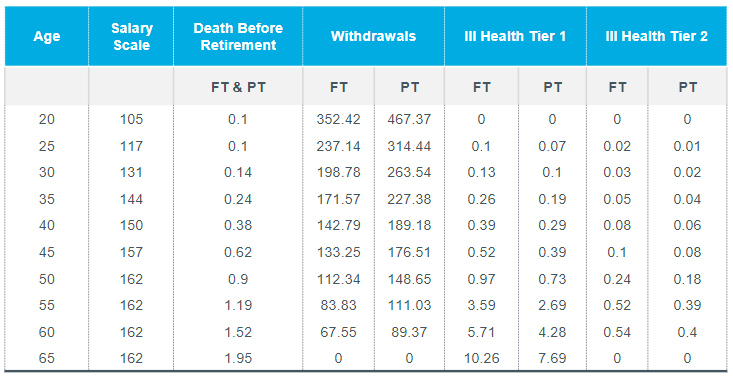 Age Salary Scale Death Before Retirement Withdrawals Ill Health Tier 1 Ill Health Tier 2
FT & PT FT PT FT PT FT PT
20 105 0.1 352.42 467.37 0 0 0 0
25 117 0.1 237.14 314.44 0.1 0.07 0.02 0.01
30 131 0.14 198.78 263.54 0.13 0.1 0.03 0.02
35 144 0.24 171.57 227.38 0.26 0.19 0.05 0.04
40 150 0.38 142.79 189.18 0.39 0.29 0.08 0.06
45 157 0.62 133.25 176.51 0.52 0.39 0.1 0.08
50 162 0.9 112.34 148.65 0.97 0.73 0.24 0.18
55 162 1.19 83.83 111.03 3.59 2.69 0.52 0.39
60 162 1.52 67.55 89.37 5.71 4.28 0.54 0.4
65 162 1.95 0 0 10.26 7.69 0 0